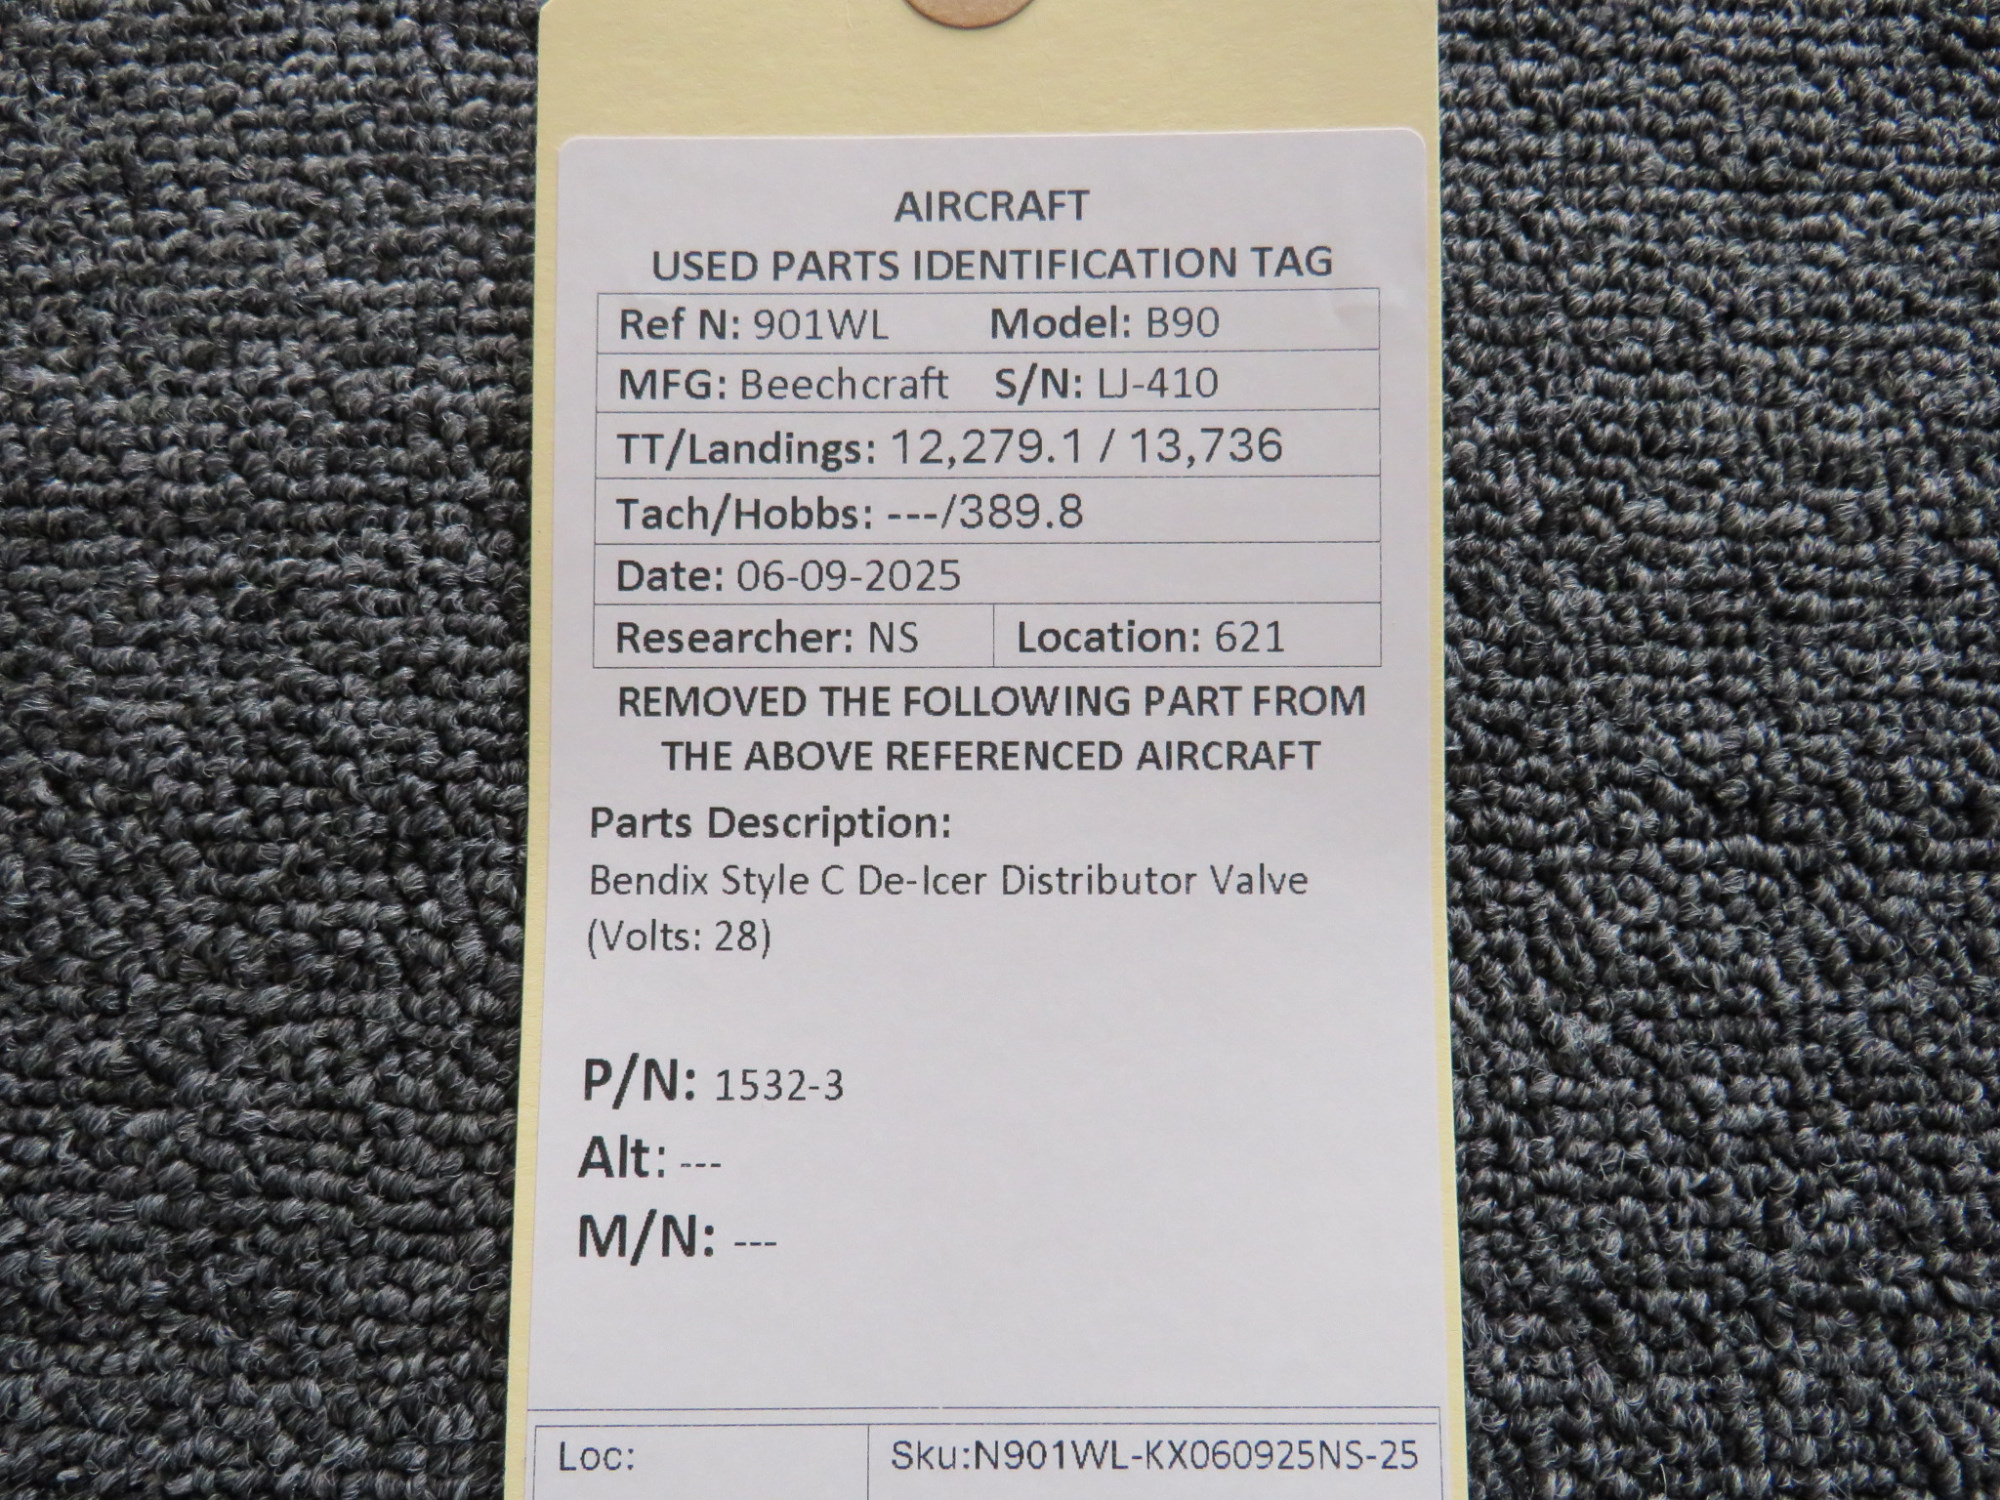 AIRCRAFT
USED PARTS IDENTIFICATION TAG
Ref N: 901WL Model: B90
MFG: Beechcraft S/N: LJ-410
TT/Landings: 12,279.1 / 13,736
Tach/Hobbs: ---/389.8
Date: 06-09-2025
Researcher: NS Location: 621
REMOVED THE FOLLOWING PART FROM
THE ABOVE REFERENCED AIRCRAFT
Parts Description:
Bendix Style C De-Icer Distributor Valve
(Volts: 28)
P/N: 1532-3
Alt: ---
M/N: ---
Loc: Sku:N901WL-KX060925NS-25